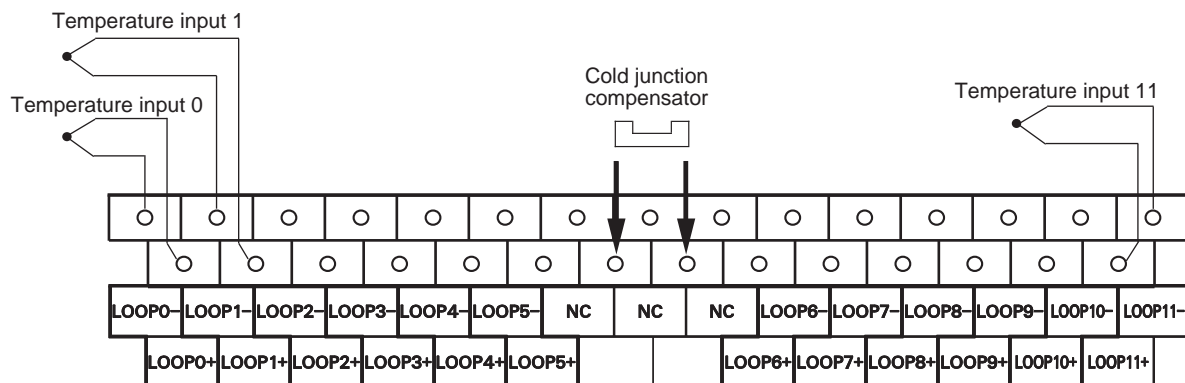 Temperature input 1
Temperature input 0
Cold junction
compensator
Temperature input 11
LOOP0− LOOP1− LOOP2− LOOP3− LOOP4− LOOP5− NC NC NC LOOP6− LOOP7− LOOP8− LOOP9− LOOP10− LOOP11−
LOOP0+ LOOP1+ LOOP2+ LOOP3+ LOOP4+ LOOP5+ LOOP6+ LOOP7+ LOOP8+ LOOP9+ LOOP10+ LOOP11+